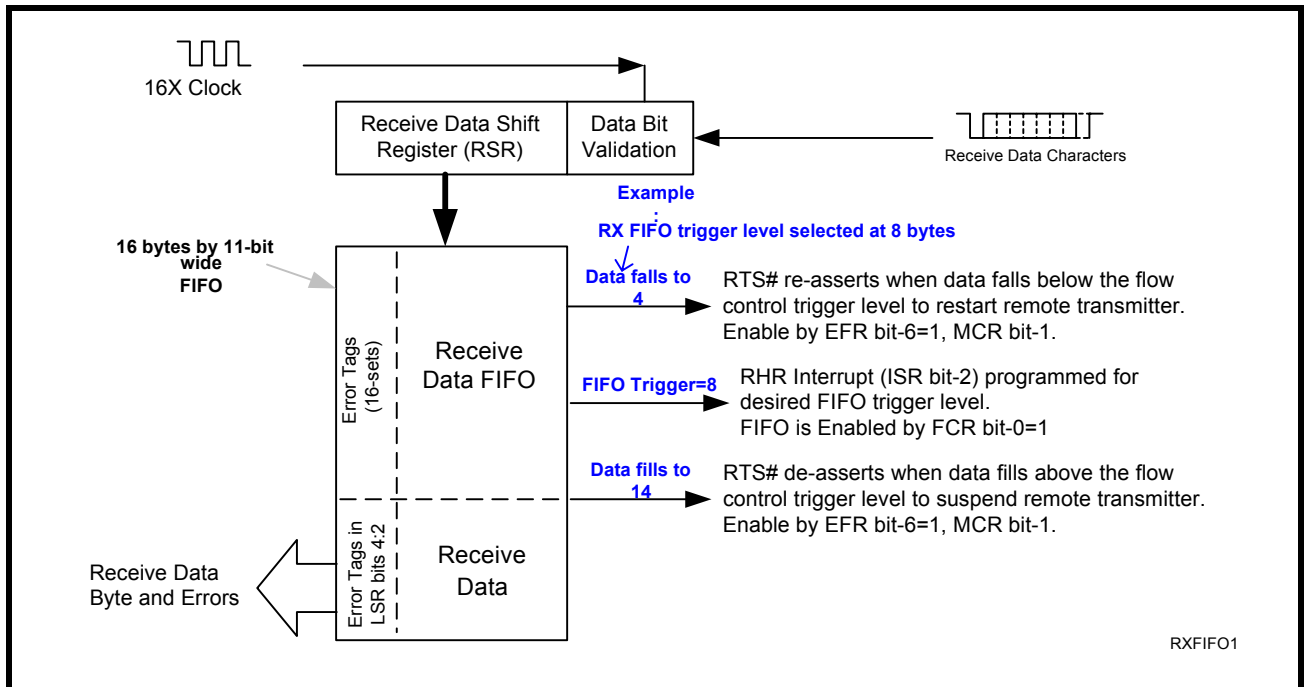 16X Clock
Receive Data Shift
Register (RSR)
Data Bit
Validation
Receive Data Characters
Example
:
RX FIFO trigger level selected at 8 bytes
16 bytes by 11-bit
wide
FIFO
Error Tags
(16-sets)
Receive
Data FIFO
Data falls to
4
RTS# re-asserts when data falls below the flow
control trigger level to restart remote transmitter.
Enable by EFR bit-6=1, MCR bit-1.
FIFO Trigger=8
RHR Interrupt (ISR bit-2) programmed for
desired FIFO trigger level.
FIFO is Enabled by FCR bit-0=1
Data fills to
14
RTS# de-asserts when data fills above the flow
control trigger level to suspend remote transmitter.
Enable by EFR bit-6=1, MCR bit-1.
Error Tags in
LSR bits 4:2
Receive
Data
Receive Data
Byte and Errors
RXFIFO1